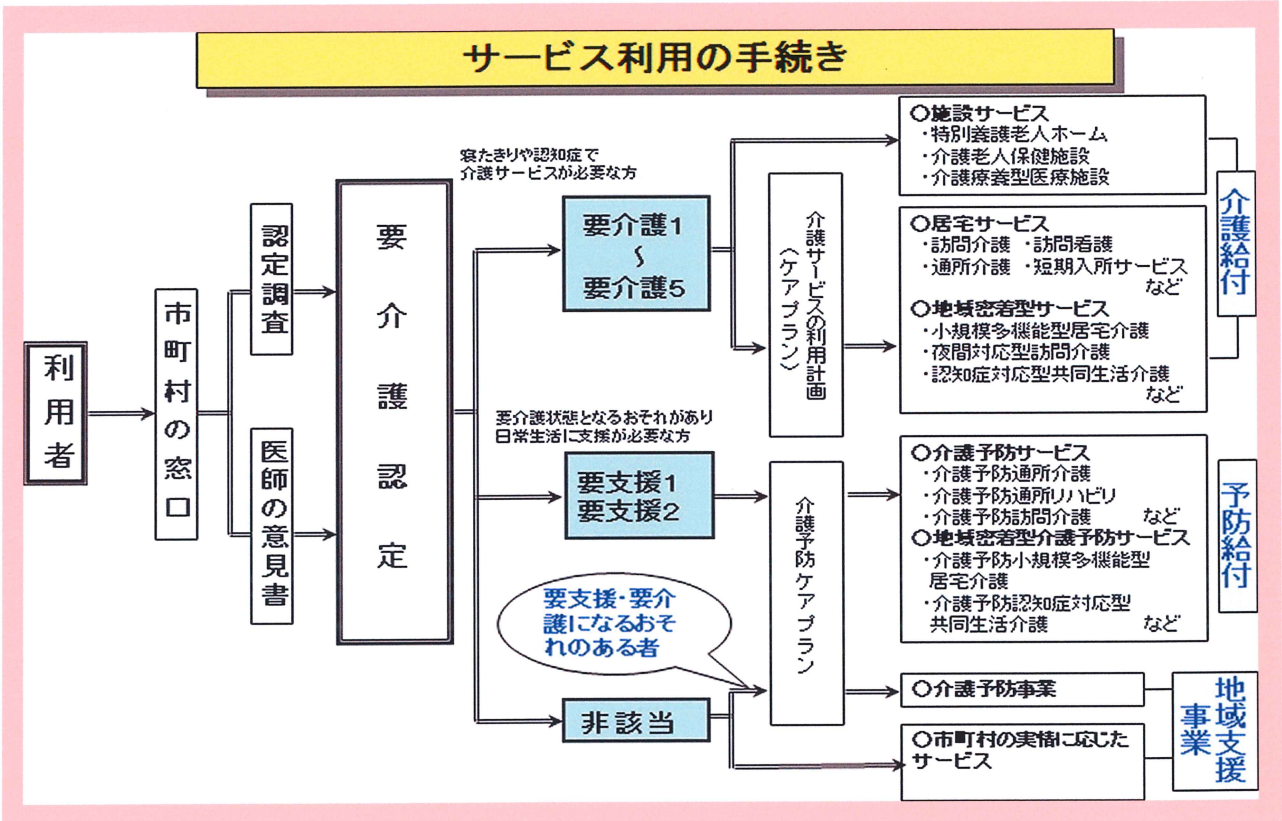 サービス利用の手続き
利用者
市町村の窓口
認定調査
医師の意見書
要介護認定
寝たきりや認知症で
介護サービスが必要な方
要介護1
～
要介護5
要介護状態となるおそれがあり
日常生活に支援が必要な方
要支援1
要支援2
要支援・要介
護になるおそ
れのある者
非該当
介護サービスの利用計画
（ケアプラン）
介護予防ケアプラン
○施設サービス
・特別養護老人ホーム
・介護老人保健施設
・介護療養型医療施設
○居宅サービス
・訪問介護 ・訪問看護
・通所介護 ・短期入所サービス
など
○地域密着型サービス
・小規模多機能型居宅介護
・夜間対応型訪問介護
・認知症対応型共同生活介護
など
介護給付
○介護予防サービス
・介護予防通所介護
・介護予防通所リハビリ
・介護予防訪問介護 など
○地域密着型介護予防サービス
・介護予防小規模多機能型
居宅介護
・介護予防認知症対応型
共同生活介護 など
予防給付
○介護予防事業
○市町村の実情に応じた
サービス
地域支援
事業